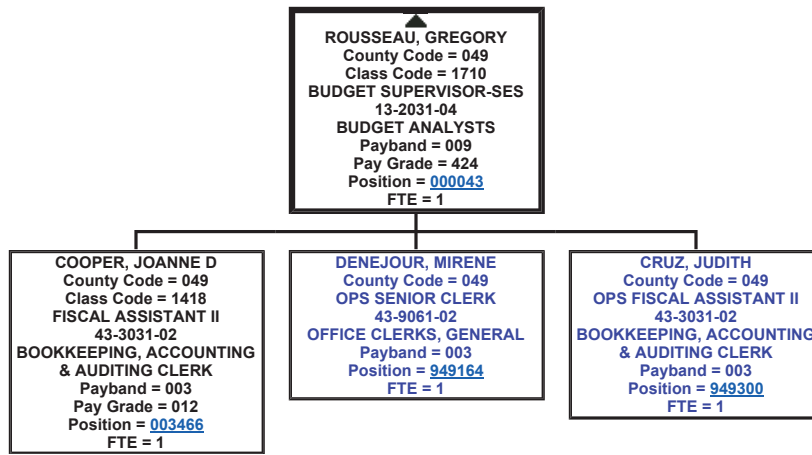 ROUSSEAU, GREGORY
County Code = 049
Class Code = 1710
BUDGET SUPERVISOR-SES
13-2031-04
BUDGET ANALYSTS
Payband = 009
Pay Grade = 424
Position = 000043
FTE = 1
COOPER, JOANNE D
County Code = 049
Class Code = 1418
FISCAL ASSISTANT II
43-3031-02
BOOKKEEPING, ACCOUNTING
& AUDITING CLERK
Payband = 003
Pay Grade = 012
Position = 003466
FTE = 1
DENEJOUR, MIRENE
County Code = 049
OPS SENIOR CLERK
43-9061-02
OFFICE CLERKS, GENERAL
Payband = 003
Position = 949164
FTE = 1
CRUZ, JUDITH
County Code = 049
OPS FISCAL ASSISTANT II
43-3031-02
BOOKKEEPING, ACCOUNTING
& AUDITING CLERK
Payband = 003
Position = 949300
FTE = 1